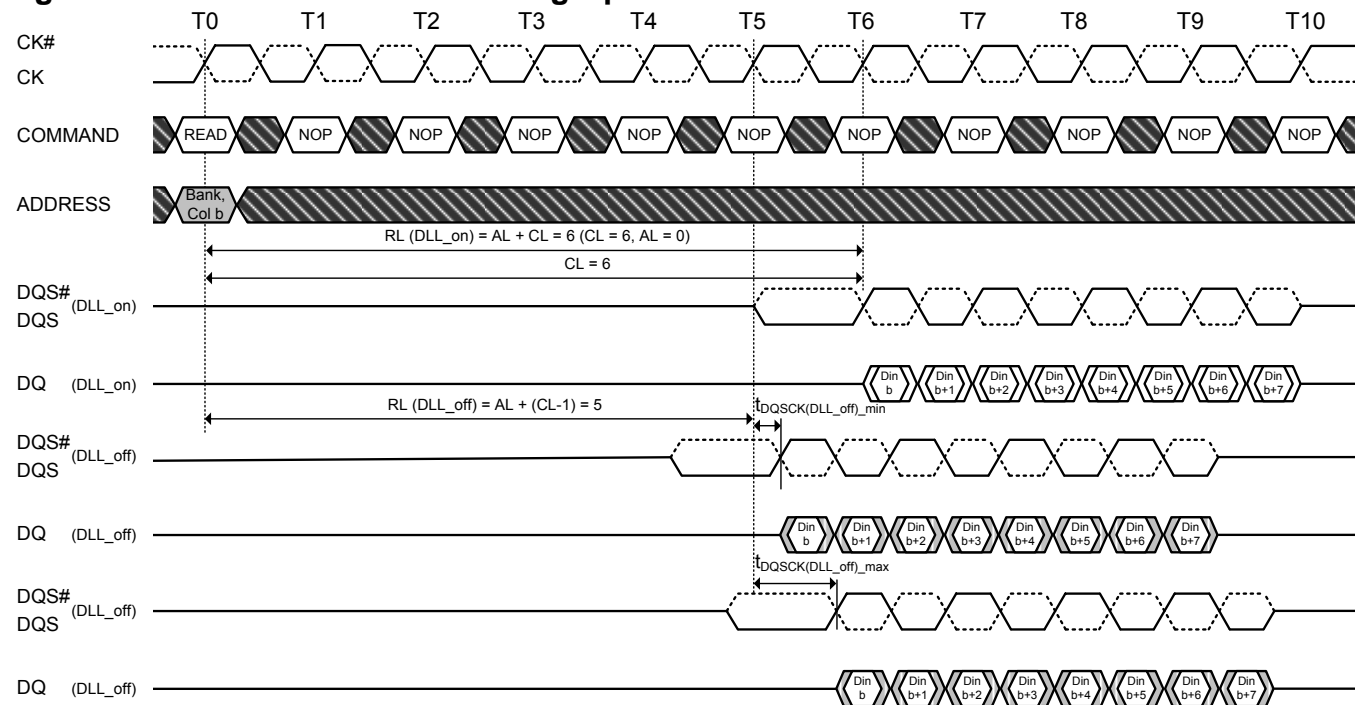 T0 T1 T2 T3 T4 T5 T6 T7 T8 T9 T10
CK#
CK
COMMAND READ NOP NOP NOP NOP NOP NOP NOP NOP NOP NOP
ADDRESS Bank, Col b
RL (DLL_on) = AL + CL = 6 (CL = 6, AL = 0)
CL = 6
DQS# (DLL_on)
DQS
DQ (DLL_on) Din b Din b+1 Din b+2 Din b+3 Din b+4 Din b+5 Din b+6 Din b+7
RL (DLL_off) = AL + (CL-1) = 5
tDQSCK(DLL_off)_min
DQS# (DLL_off)
DQS
DQ (DLL_off) Din b Din b+1 Din b+2 Din b+3 Din b+4 Din b+5 Din b+6 Din b+7
tDQSCK(DLL_off)_max
DQS# (DLL_off)
DQS
DQ (DLL_off) Din b Din b+1 Din b+2 Din b+3 Din b+4 Din b+5 Din b+6 Din b+7